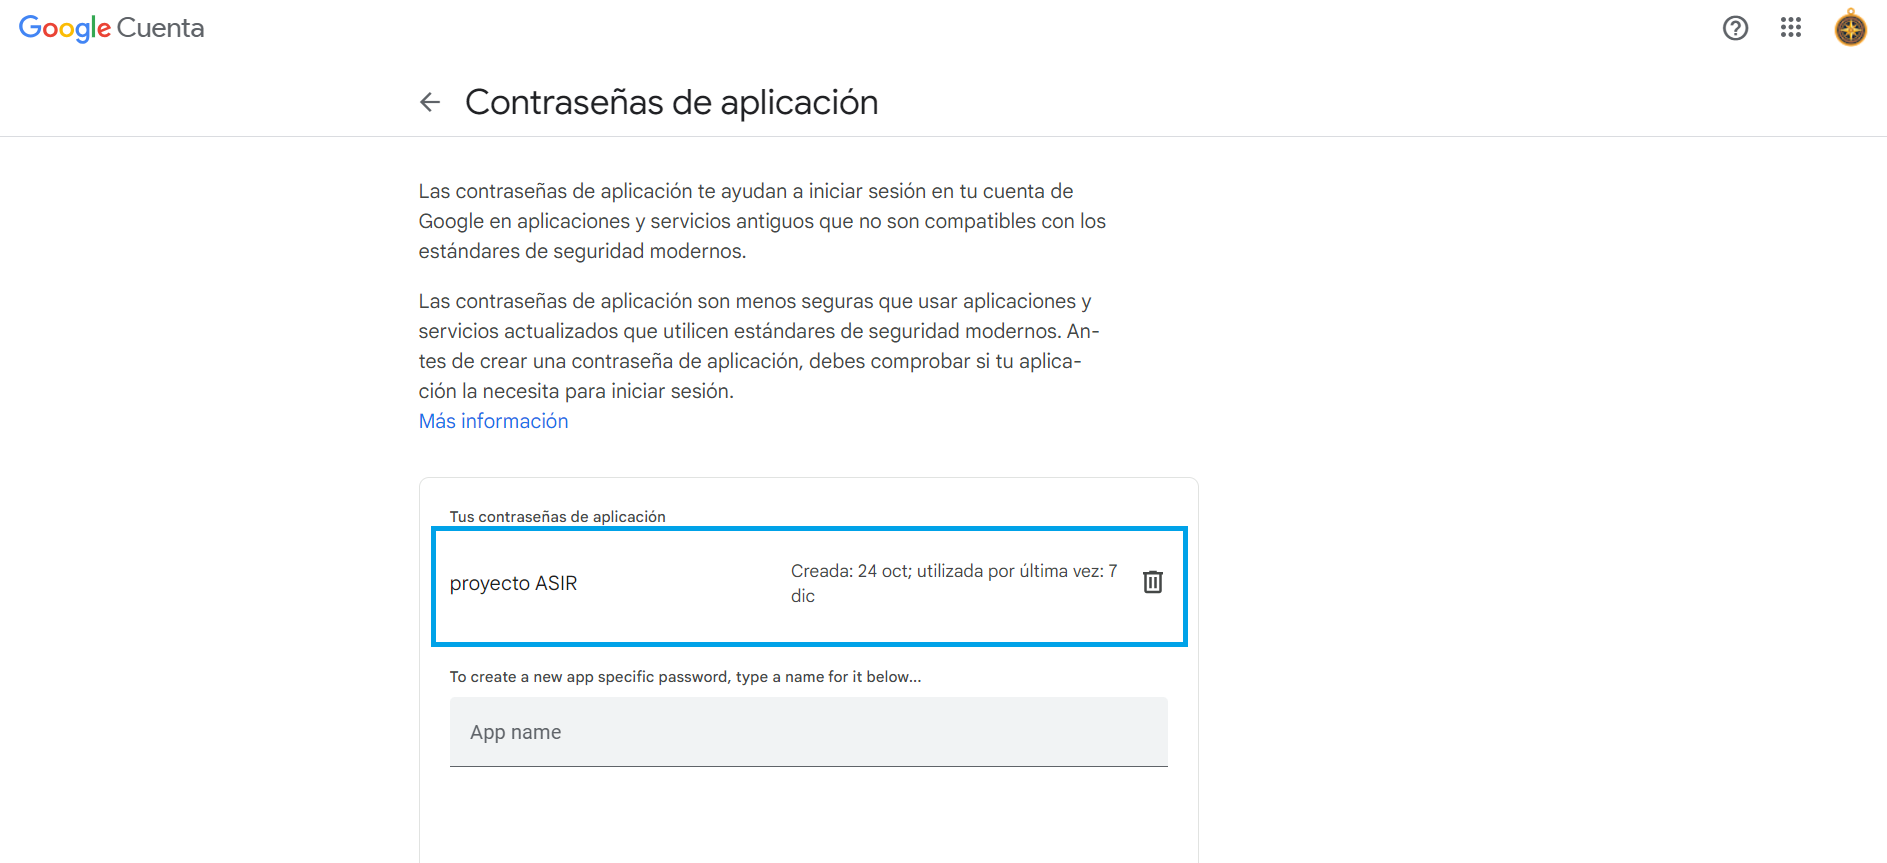 Google Cuenta
Contraseñas de aplicación
Las contraseñas de aplicación te ayudan a iniciar sesión en tu cuenta de
Google en aplicaciones y servicios antiguos que no son compatibles con los
estándares de seguridad modernos.
Las contraseñas de aplicación son menos seguras que usar aplicaciones y
servicios actualizados que utilicen estándares de seguridad modernos. An-
tes de crear una contraseña de aplicación, debes comprobar si tu aplica-
ción la necesita para iniciar sesión.
Más información
Tus contraseñas de aplicación
proyecto ASIR
Creada: 24 oct; utilizada por última vez: 7
dic
To create a new app specific password, type a name for it below...
App name